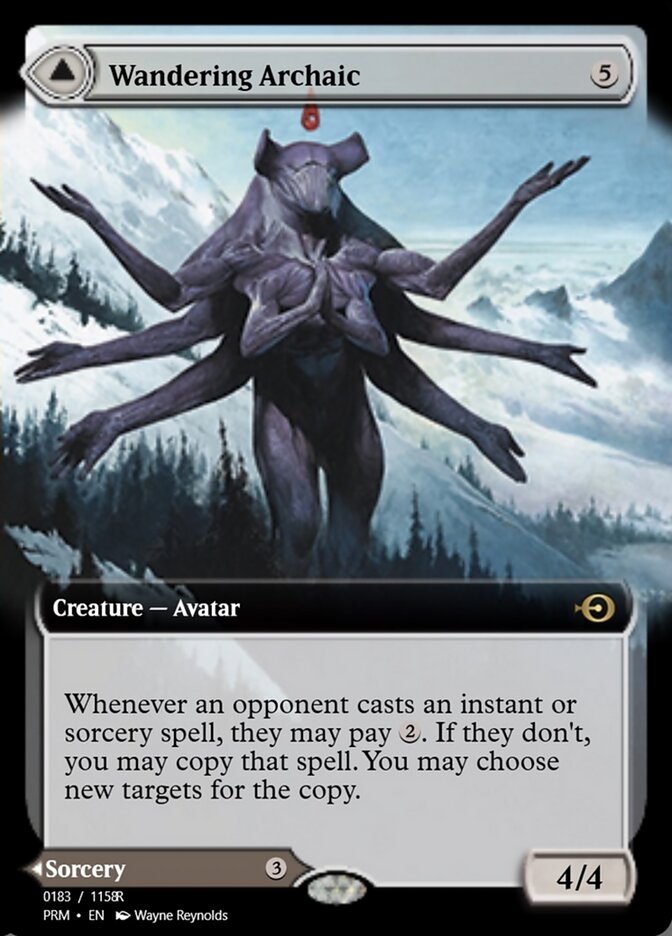 Wandering Archaic 5
Creature — Avatar
Whenever an opponent casts an instant or
sorcery spell, they may pay 2. If they don't,
you may copy that spell. You may choose
new targets for the copy.
Sorcery 3
4/4
0183 / 1158R
PRM • EN Wayne Reynolds